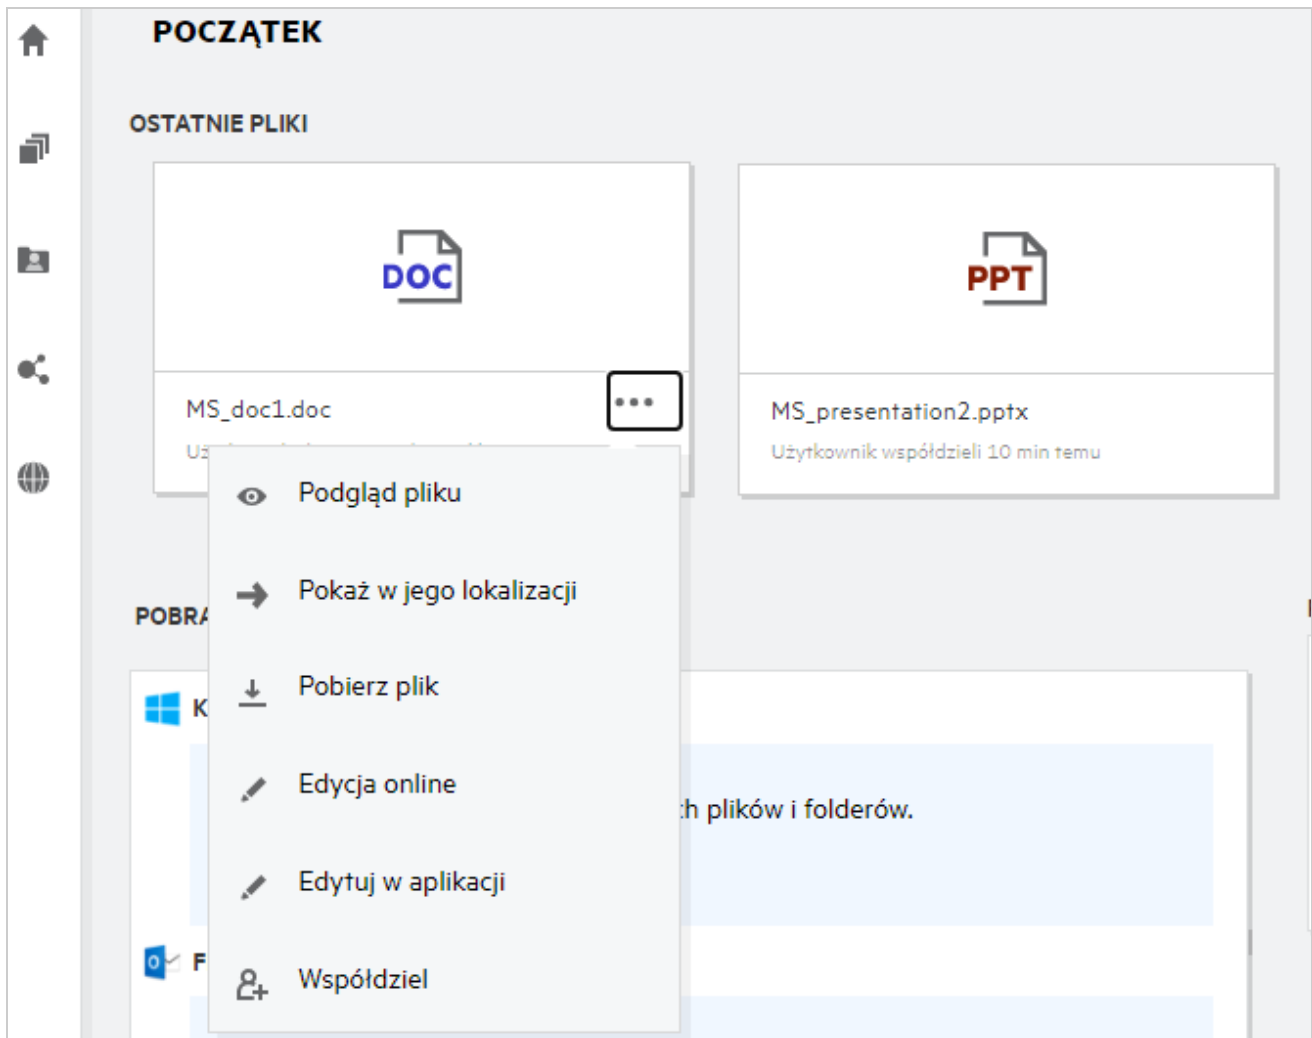 POCZĄTEK
OSTATNIE PLIKI
DOC
PPT
MS_doc1.doc
MS_presentation2.pptx
Użytkownik współdzieli 10 min temu
Podgląd pliku
Pokaż w jego lokalizacji
Pobierz plik
Edycja online
plików i folderów.
Edytuj w aplikacji
Współdziel